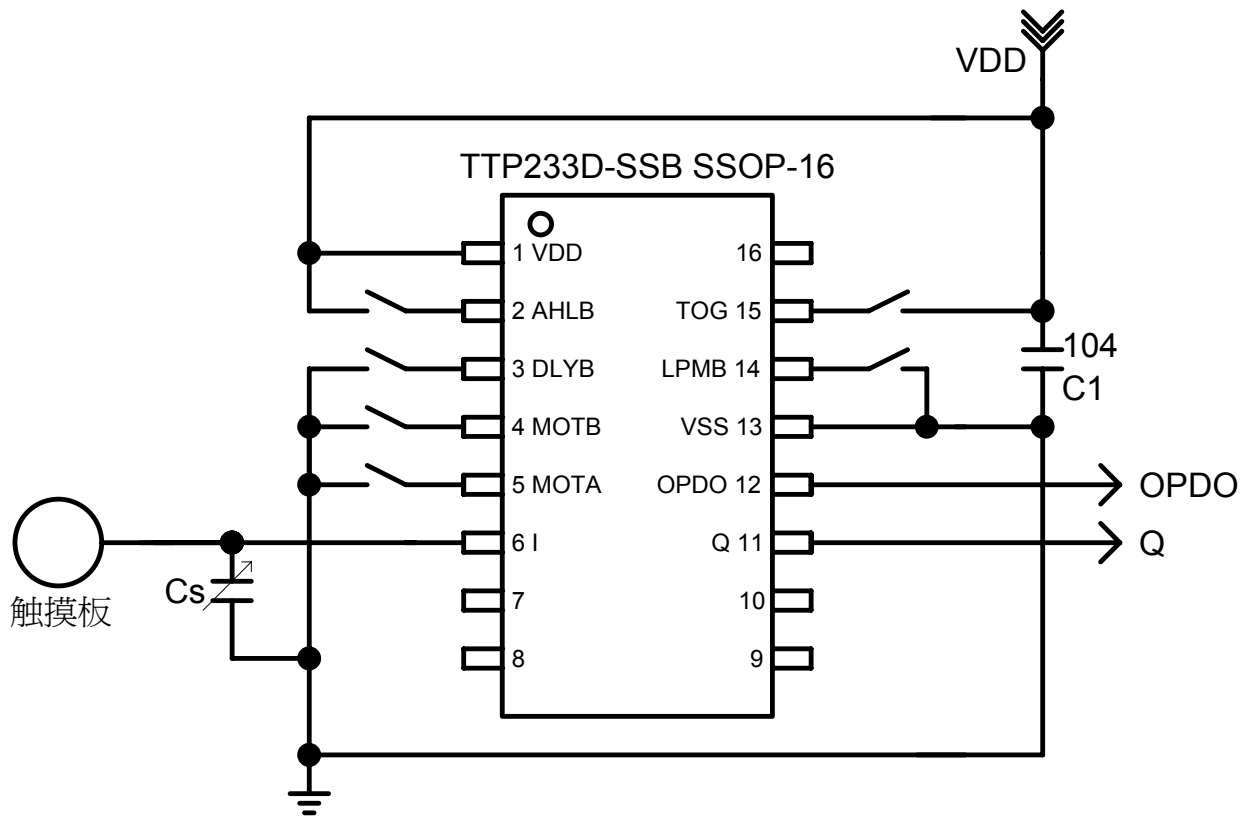 VDD
TTP233D-SSB SSOP-16
1 VDD
16
2 AHLB
TOG 15
3 DLYB
LPMB 14
104
C1
4 MOTB
VSS 13
5 MOTA
OPDO 12
OPDO
6 I
Q 11
Q
Cs
触摸板
7
10
8
9